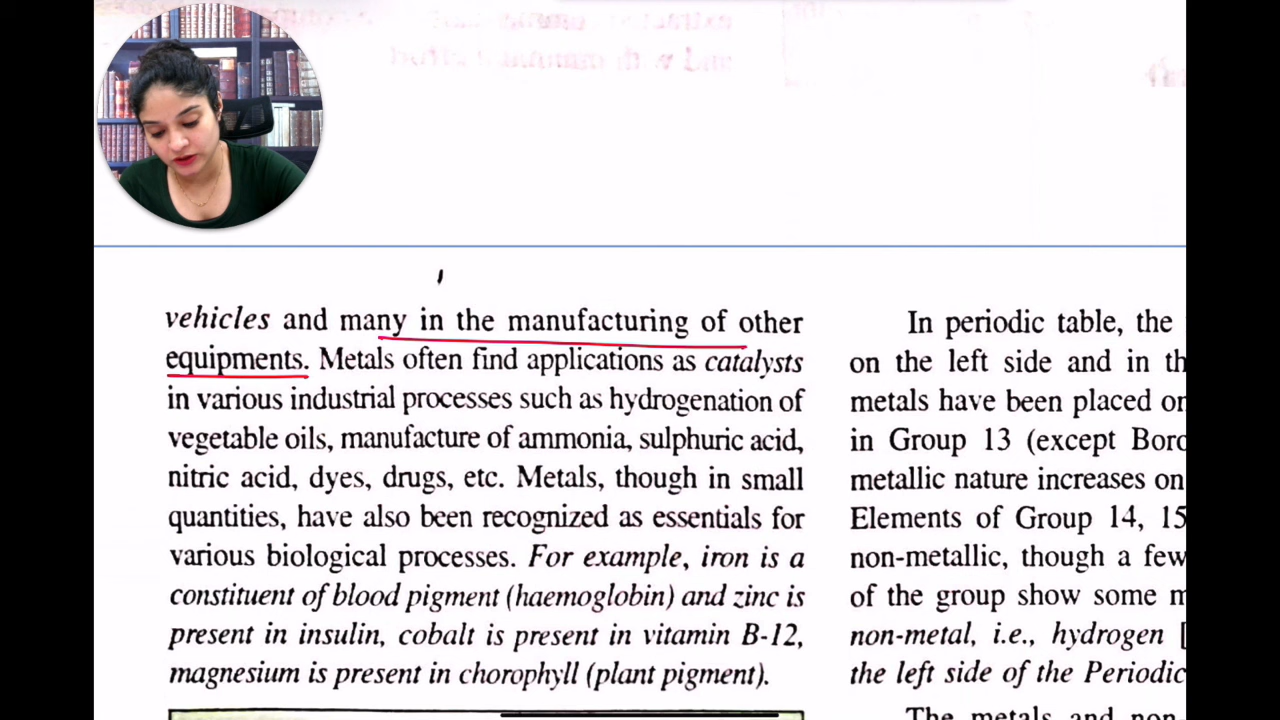 vehicles and many in the manufacturing of other
equipments. Metals often find applications as catalysts
in various industrial processes such as hydrogenation of
vegetable oils, manufacture of ammonia, sulphuric acid,
nitric acid, dyes, drugs, etc. Metals, though in small
quantities, have also been recognized as essentials for
various biological processes. For example, iron is a
constituent of blood pigment (haemoglobin) and zinc is
present in insulin, cobalt is present in vitamin B-12,
magnesium is present in chorophyll (plant pigment).
In periodic table, the
on the left side and in
metals have been placed
in Group 13 (except
metallic nature increases on
Elements of Group 14, 15
non-metallic, though a few
of the group show some
non-metal, i.e., hydrogen [
the left side of the
The metals and non